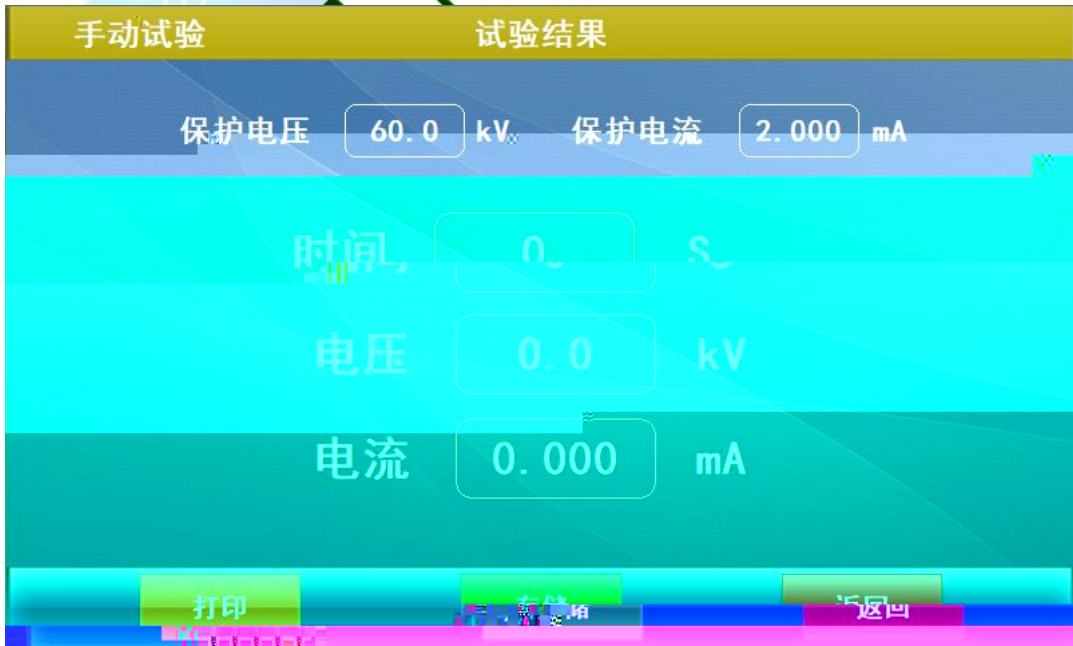 手动试验 试验结果
保护电压 60.0 kV 保护电流 2.000 mA
时间 0 S
电压 0.0 kV
电流 0.000 mA
打印 存储 返回